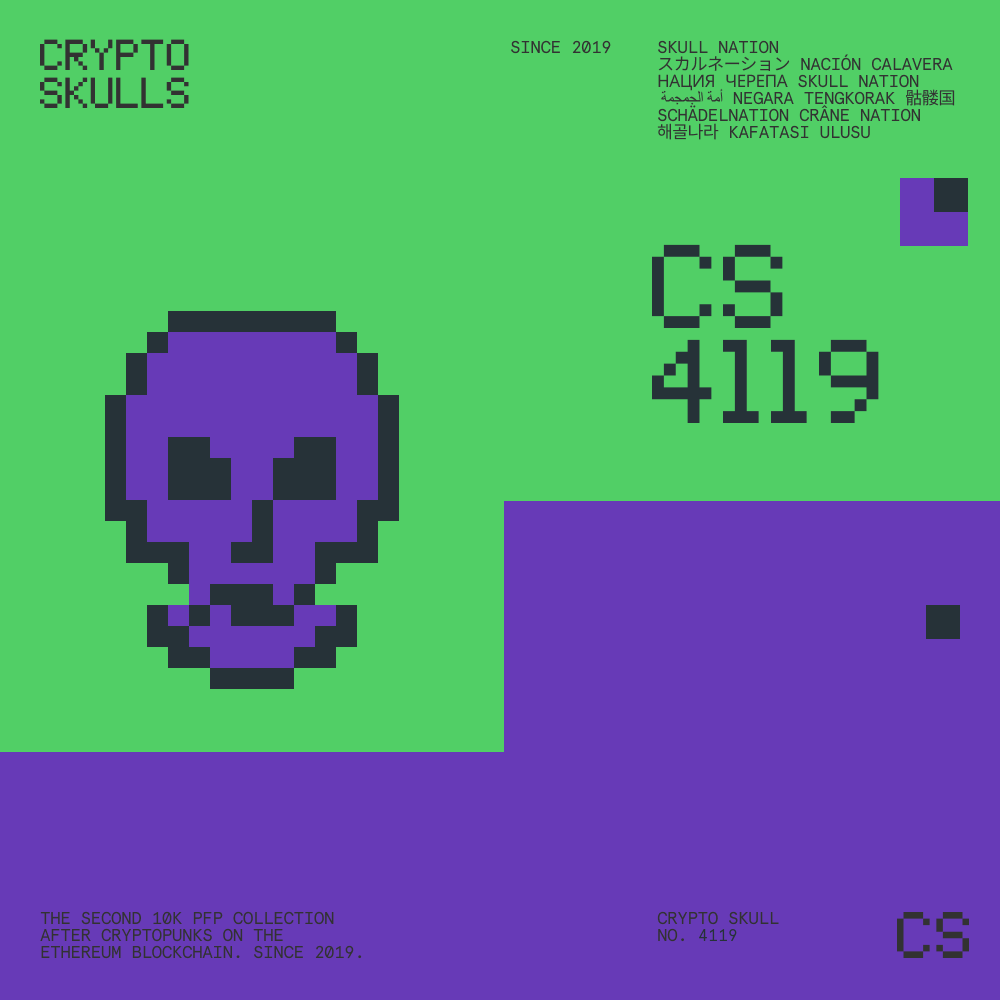 CRYPTO
SKULLS
SINCE 2019
SKULL NATION
スカルネーション NACIÓN CALAVERA
НАЦИЯ ЧЕРЕПА SKULL NATION
أمة الجمجمة NEGARA TENGKORAK 骷髅国
SCHÄDELNATION CRÂNE NATION
해골나라 KAFATASI ULUSU
CS
4119
THE SECOND 10K PFP COLLECTION
AFTER CRYPTOPUNKS ON THE
ETHEREUM BLOCKCHAIN. SINCE 2019.
CRYPTO SKULL
NO. 4119
CS